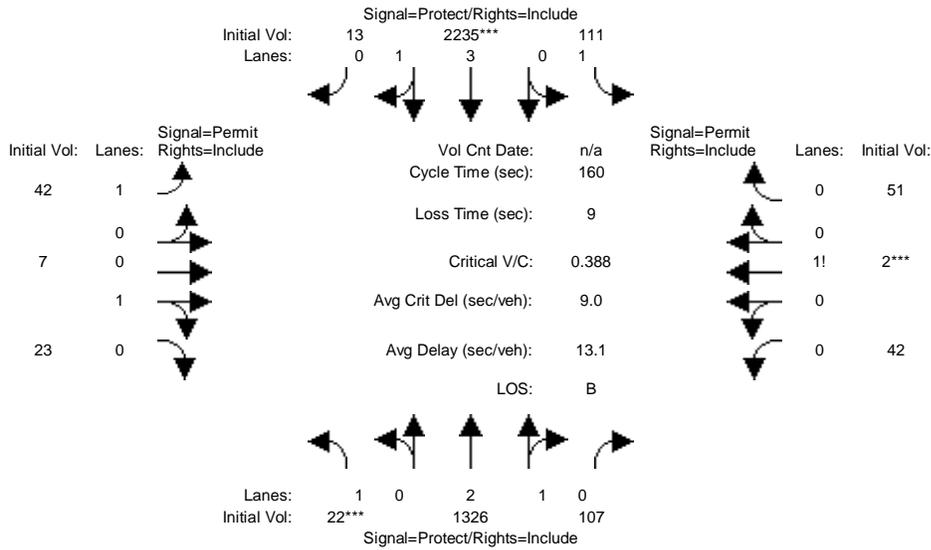 Signal=Protect/Rights=Include
Initial Vol: 13 2235*** 111
Lanes: 0 1 3 0 1
Signal=Permit
Initial Vol: Lanes: Rights=Include
Vol Cnt Date: n/a
Signal=Permit
Rights=Include Lanes: Initial Vol:
Cycle Time (sec): 160
42 1
0 51
Loss Time (sec): 9
0
0
7 0
Critical V/C: 0.388
1! 2***
1
Avg Crit Del (sec/veh): 9.0
0
23 0
Avg Delay (sec/veh): 13.1
0 42
LOS: B
Lanes: 1 0 2 1 0
Initial Vol: 22*** 1326 107
Signal=Protect/Rights=Include